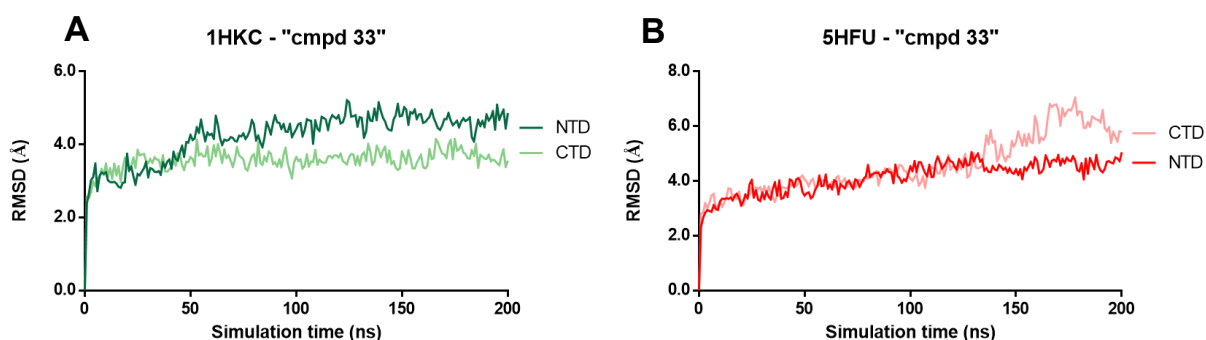 A
1HKC - "cmpd 33"
RMSD (Å)
6.0
4.0
2.0
0.0
0
50
100
150
200
Simulation time (ns)
NTD
CTD
B
5HFU - "cmpd 33"
RMSD (Å)
8.0
6.0
4.0
2.0
0.0
0
50
100
150
200
Simulation time (ns)
CTD
NTD